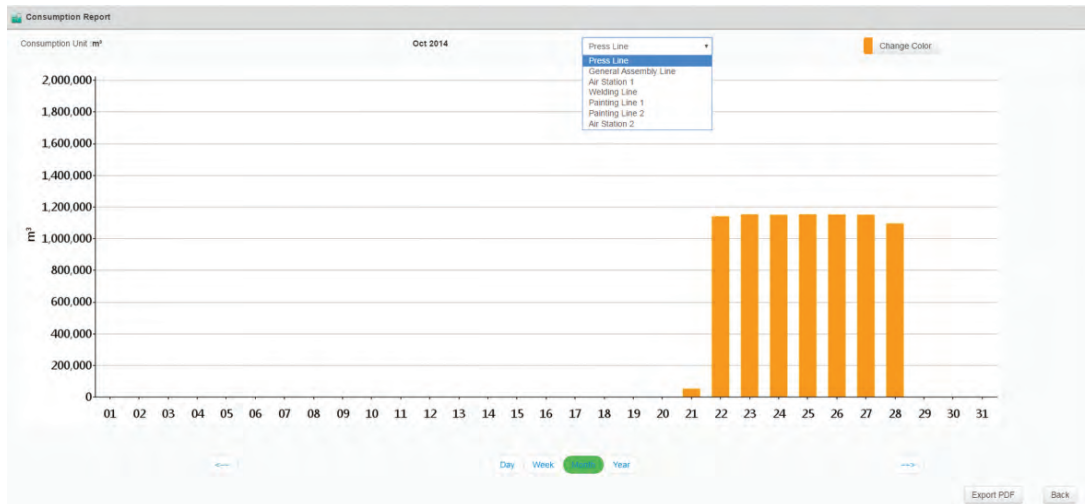 Consumption Report
Consumption Unit :m³ Oct 2014 Press Line Change Color
Press Line
General Assembly Line
Air Station 1
Welding Line
Painting Line 1
Painting Line 2
Air Station 2
2,000,000
1,800,000
1,600,000
1,400,000
1,200,000
1,000,000
800,000
600,000
400,000
200,000
0
m³
01 02 03 04 05 06 07 08 09 10 11 12 13 14 15 16 17 18 19 20 21 22 23 24 25 26 27 28 29 30 31
<--- Day Week Month Year --->
Export PDF Back